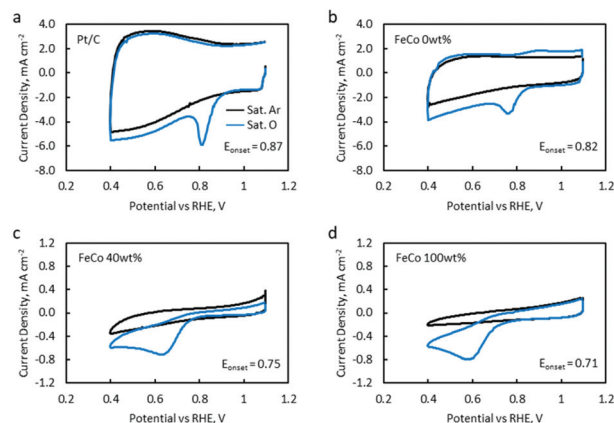 a
b
Pt/C
FeCo 0wt%
Current Density, mA cm-2
4.0
2.0
0.0
-2.0
-4.0
-6.0
-8.0
Sat. Ar
Sat. O
Eonset = 0.87
0.2 0.4 0.6 0.8 1 1.2
Potential vs RHE, V
Current Density, mA cm-2
4.0
2.0
0.0
-2.0
-4.0
-6.0
-8.0
Eonset = 0.82
0.2 0.4 0.6 0.8 1 1.2
Potential vs RHE, V
c
d
FeCo 40wt%
FeCo 100wt%
Current Density, mA cm-2
1.2
0.8
0.4
0.0
-0.4
-0.8
-1.2
Eonset = 0.75
0.2 0.4 0.6 0.8 1 1.2
Potential vs RHE, V
Current Density, mA cm-2
1.2
0.8
0.4
0.0
-0.4
-0.8
-1.2
Eonset = 0.71
0.2 0.4 0.6 0.8 1 1.2
Potential vs RHE, V